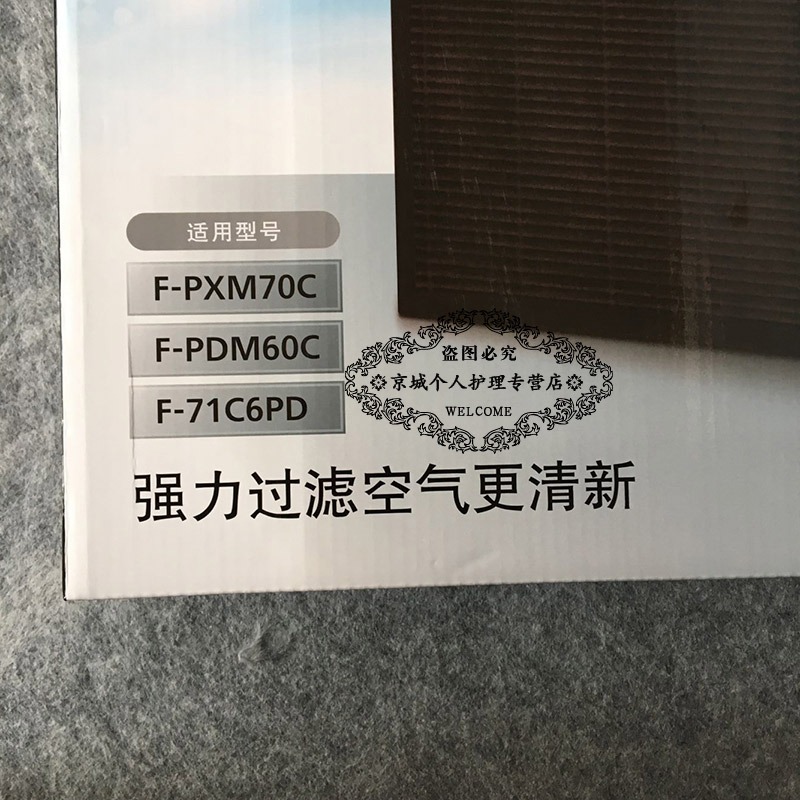 适用型号
F-PXM70C
F-PDM60C
F-71C6PD
盗图必究
京城个人护理专营店
WELCOME
强力过滤空气更清新